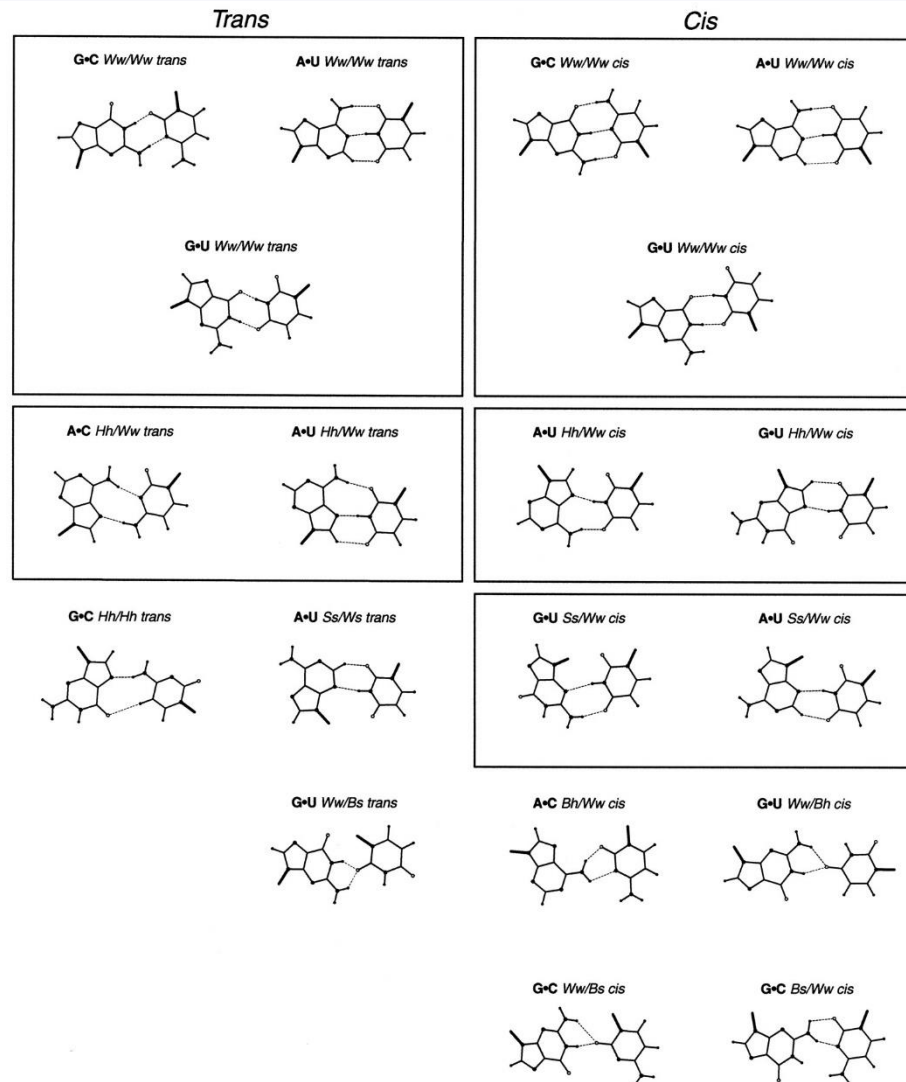 Trans
Cis
G•C Ww/Ww trans
A•U Ww/Ww trans
G•C Ww/Ww cis
A•U Ww/Ww cis
G•U Ww/Ww trans
G•U Ww/Ww cis
A•C Hh/Ww trans
A•U Hh/Ww trans
A•U Hh/Ww cis
G•U Hh/Ww cis
G•C Hh/Hh trans
A•U Ss/Ws trans
G•U Ss/Ww cis
A•U Ss/Ww cis
G•U Ww/Bs trans
A•C Bh/Ww cis
G•U Ww/Bh cis
G•C Ww/Bs cis
G•C Bs/Ww cis